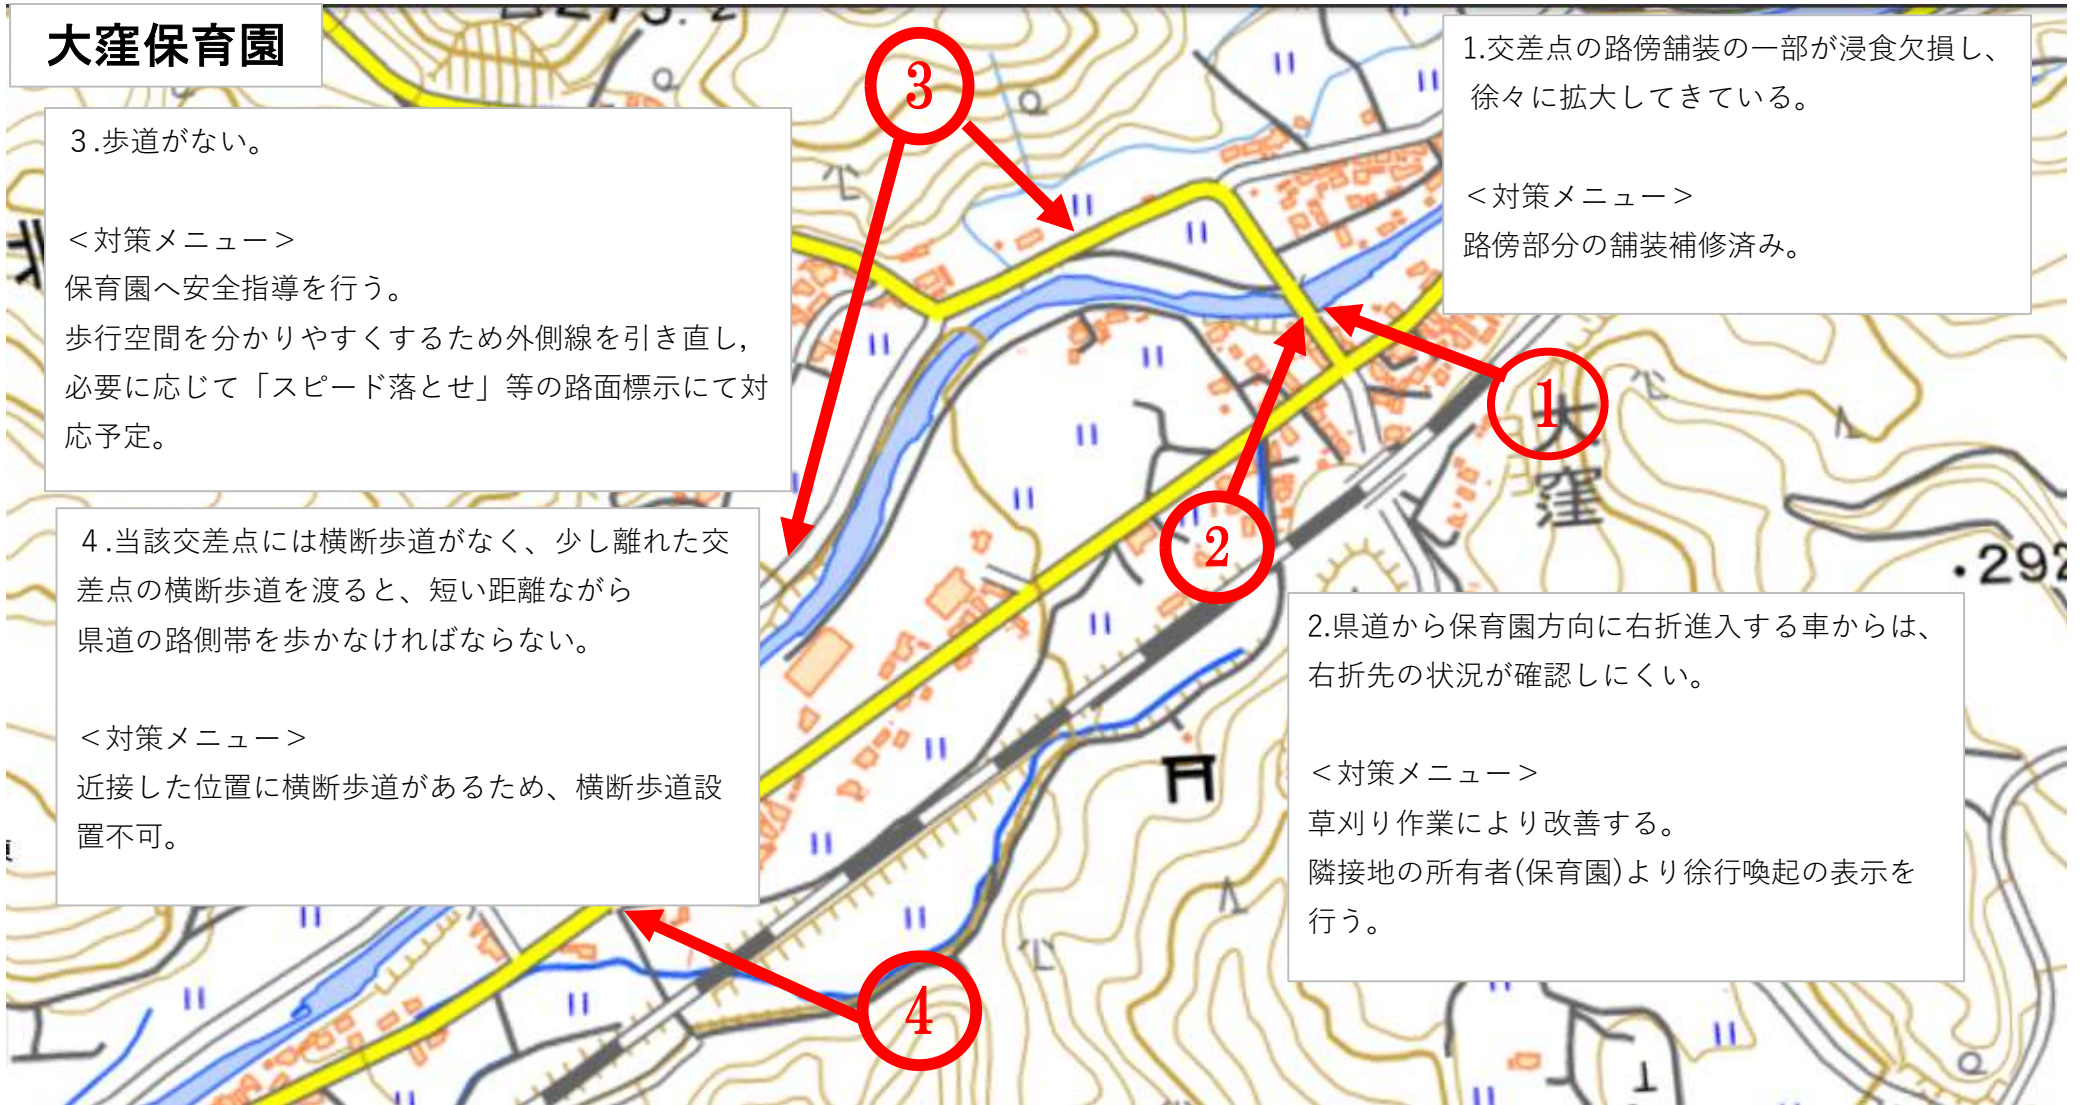 大窪保育園
3
1.交差点の路傍舗装の一部が浸食欠損し、
徐々に拡大してきている。
＜対策メニュー＞
路傍部分の舗装補修済み。
３.歩道がない。
＜対策メニュー＞
保育園へ安全指導を行う。
歩行空間を分かりやすくするため外側線を引き直し,
必要に応じて「スピード落とせ」等の路面標示にて対
応予定。
1
大窪
2
４.当該交差点には横断歩道がなく、少し離れた交
差点の横断歩道を渡ると、短い距離ながら
県道の路側帯を歩かなければならない。
＜対策メニュー＞
近接した位置に横断歩道があるため、横断歩道設
置不可。
・292
2.県道から保育園方向に右折進入する車からは、
右折先の状況が確認しにくい。
＜対策メニュー＞
草刈り作業により改善する。
隣接地の所有者(保育園)より徐行喚起の表示を
行う。
4